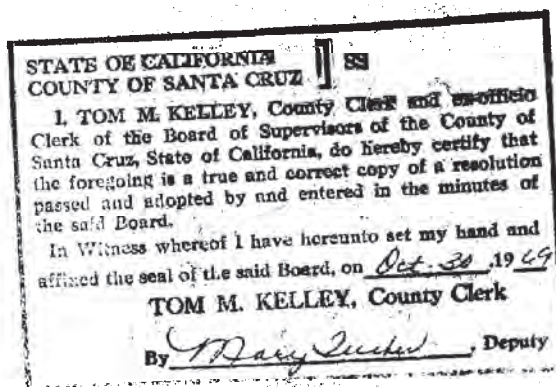 STATE OF CALIFORNIA
COUNTY OF SANTA CRUZ ] SS
I, TOM M. KELLEY, County Clerk and ex-officio
Clerk of the Board of Supervisors of the County of
Santa Cruz, State of California, do hereby certify that
the foregoing is a true and correct copy of a resolution
passed and adopted by and entered in the minutes of
the said Board.
In Witness whereof I have hereunto set my hand and
affixed the seal of the said Board, on Oct. 30, 1969
TOM M. KELLEY, County Clerk
By Mary Tucker, Deputy